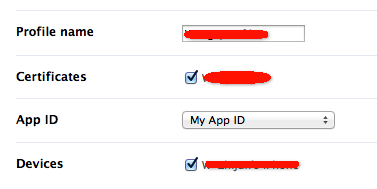 Profile name
Certificates
App ID My App ID
Devices